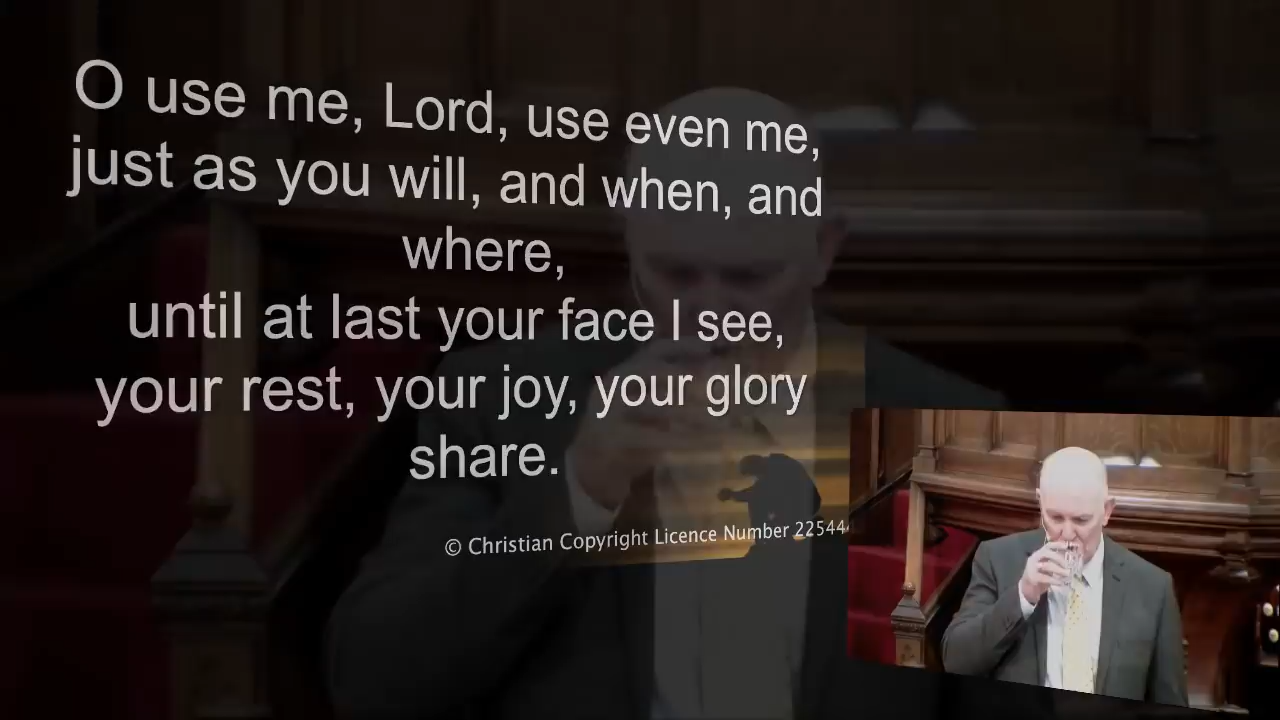 O use me, Lord, use even me,
just as you will, and when, and
where,
until at last your face I see,
your rest, your joy, your glory
share.
© Christian Copyright Licence Number 22544